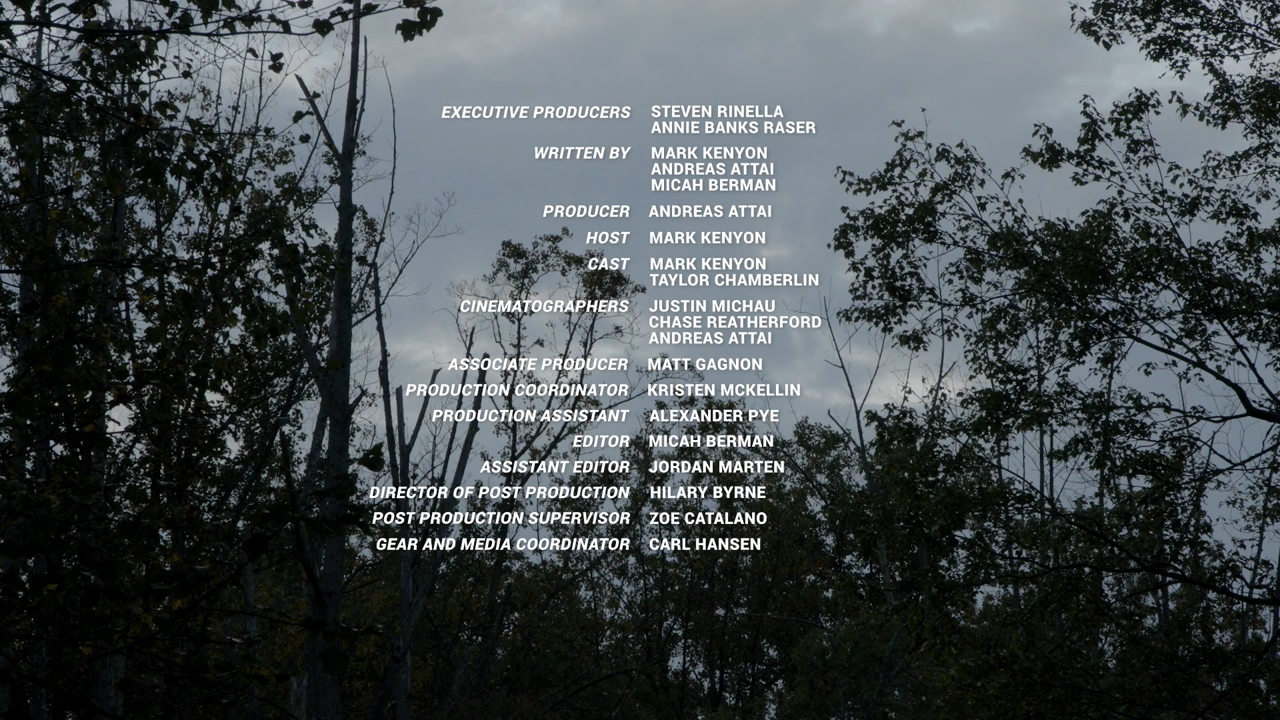 EXECUTIVE PRODUCERS STEVEN RINELLA
ANNIE BANKS RASER
WRITTEN BY MARK KENYON
ANDREAS ATTAI
MICAH BERMAN
PRODUCER ANDREAS ATTAI
HOST MARK KENYON
CAST MARK KENYON
TAYLOR CHAMBERLIN
CINEMATOGRAPHERS JUSTIN MICHAU
CHASE REATHERFORD
ANDREAS ATTAI
ASSOCIATE PRODUCER MATT GAGNON
PRODUCTION COORDINATOR KRISTEN MCKELLIN
PRODUCTION ASSISTANT ALEXANDER PYE
EDITOR MICAH BERMAN
ASSISTANT EDITOR JORDAN MARTEN
DIRECTOR OF POST PRODUCTION HILARY BYRNE
POST PRODUCTION SUPERVISOR ZOE CATALANO
GEAR AND MEDIA COORDINATOR CARL HANSEN